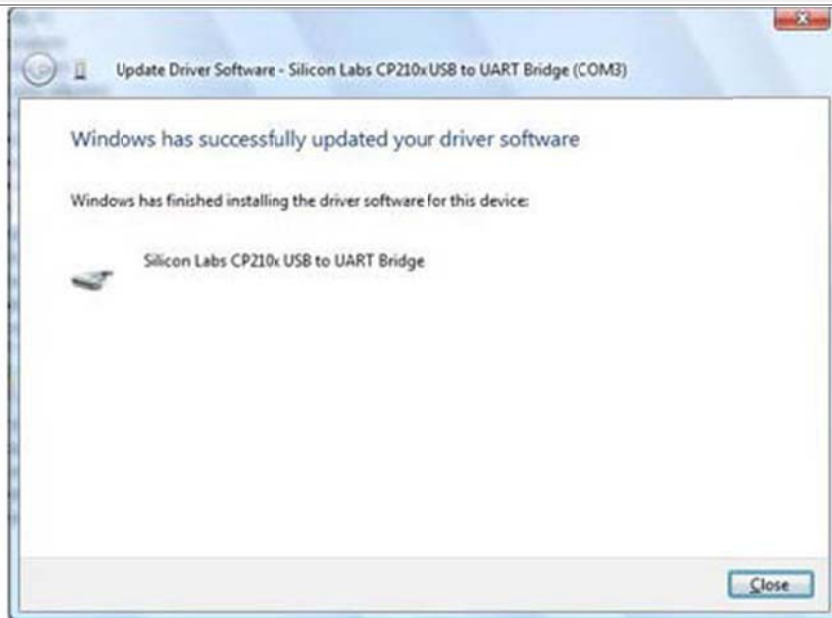 Update Driver Software - Silicon Labs CP210x USB to UART Bridge (COM3)
Windows has successfully updated your driver software
Windows has finished installing the driver software for this device:
Silicon Labs CP210x USB to UART Bridge
Close